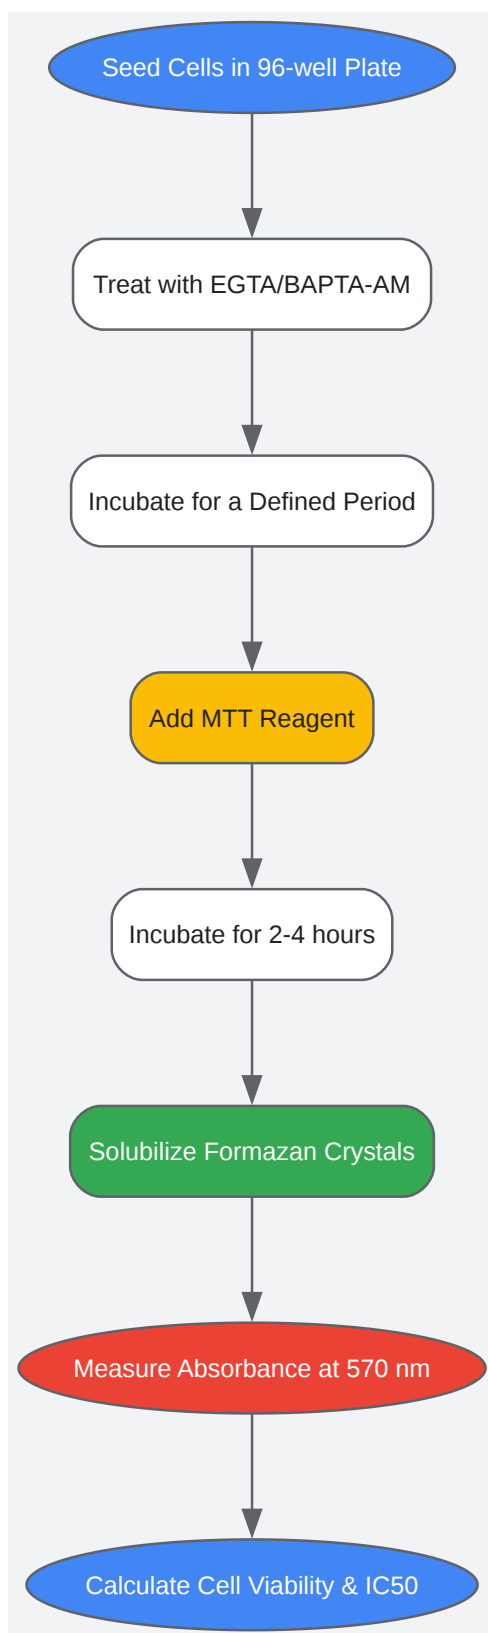 Seed Cells in 96-well Plate
Treat with EGTA/BAPTA-AM
Incubate for a Defined Period
Add MTT Reagent
Incubate for 2-4 hours
Solubilize Formazan Crystals
Measure Absorbance at 570 nm
Calculate Cell Viability & IC50